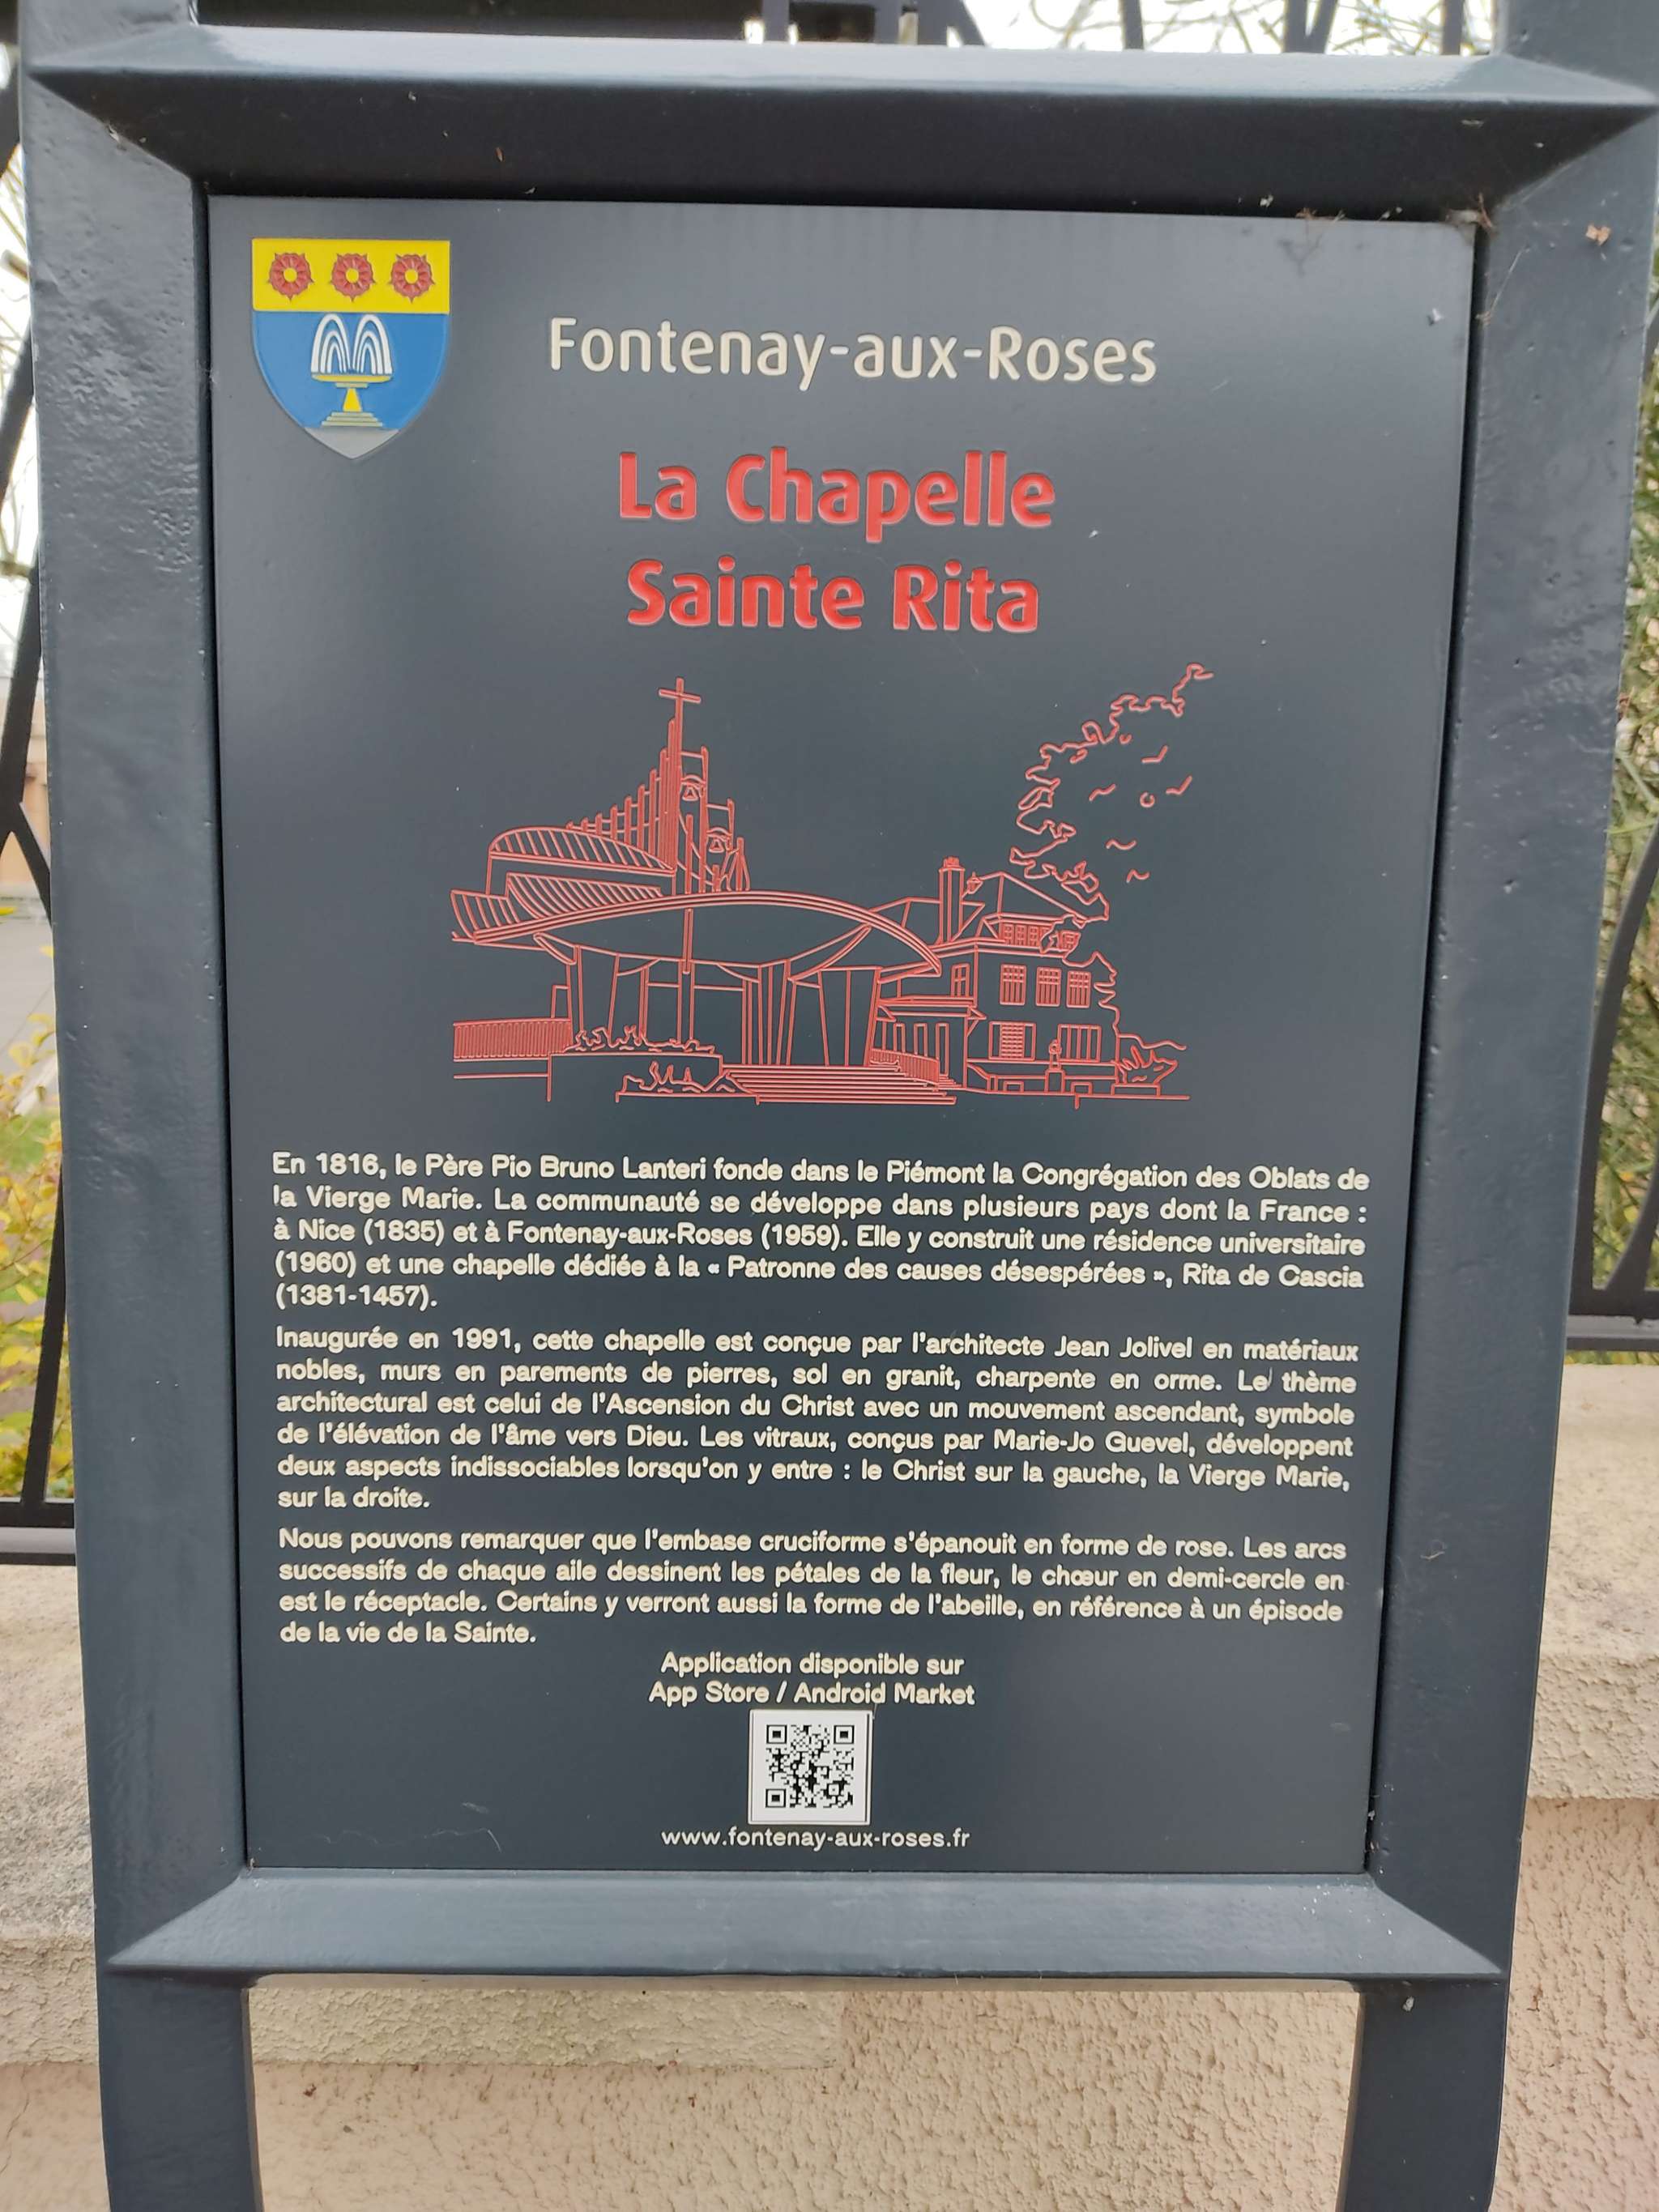 Fontenay-aux-Roses
La Chapelle
Sainte Rita
En 1816, le Père Pio Bruno Lanteri fonde dans le Piémont la Congrégation des Oblats de
la Vierge Marie. La communauté se développe dans plusieurs pays dont la France :
à Nice (1835) et à Fontenay-aux-Roses (1959). Elle y construit une résidence universitaire
(1960) et une chapelle dédiée à la « Patronne des causes désespérées », Rita de Cascia
(1381-1457).
Inaugurée en 1991, cette chapelle est conçue par l'architecte Jean Jolivel en matériaux
nobles, murs en parements de pierres, sol en granit, charpente en orme. Le thème
architectural est celui de l'Ascension du Christ avec un mouvement ascendant, symbole
de l'élévation de l'âme vers Dieu. Les vitraux, conçus par Marie-Jo Guevel, développent
deux aspects indissociables lorsqu'on y entre : le Christ sur la gauche, la Vierge Marie,
sur la droite.
Nous pouvons remarquer que l'embase cruciforme s'épanouit en forme de rose. Les arcs
successifs de chaque aile dessinent les pétales de la fleur, le chœur en demi-cercle en
est le réceptacle. Certains y verront aussi la forme de l'abeille, en référence à un épisode
de la vie de la Sainte.
Application disponible sur
App Store / Android Market
www.fontenay-aux-roses.fr